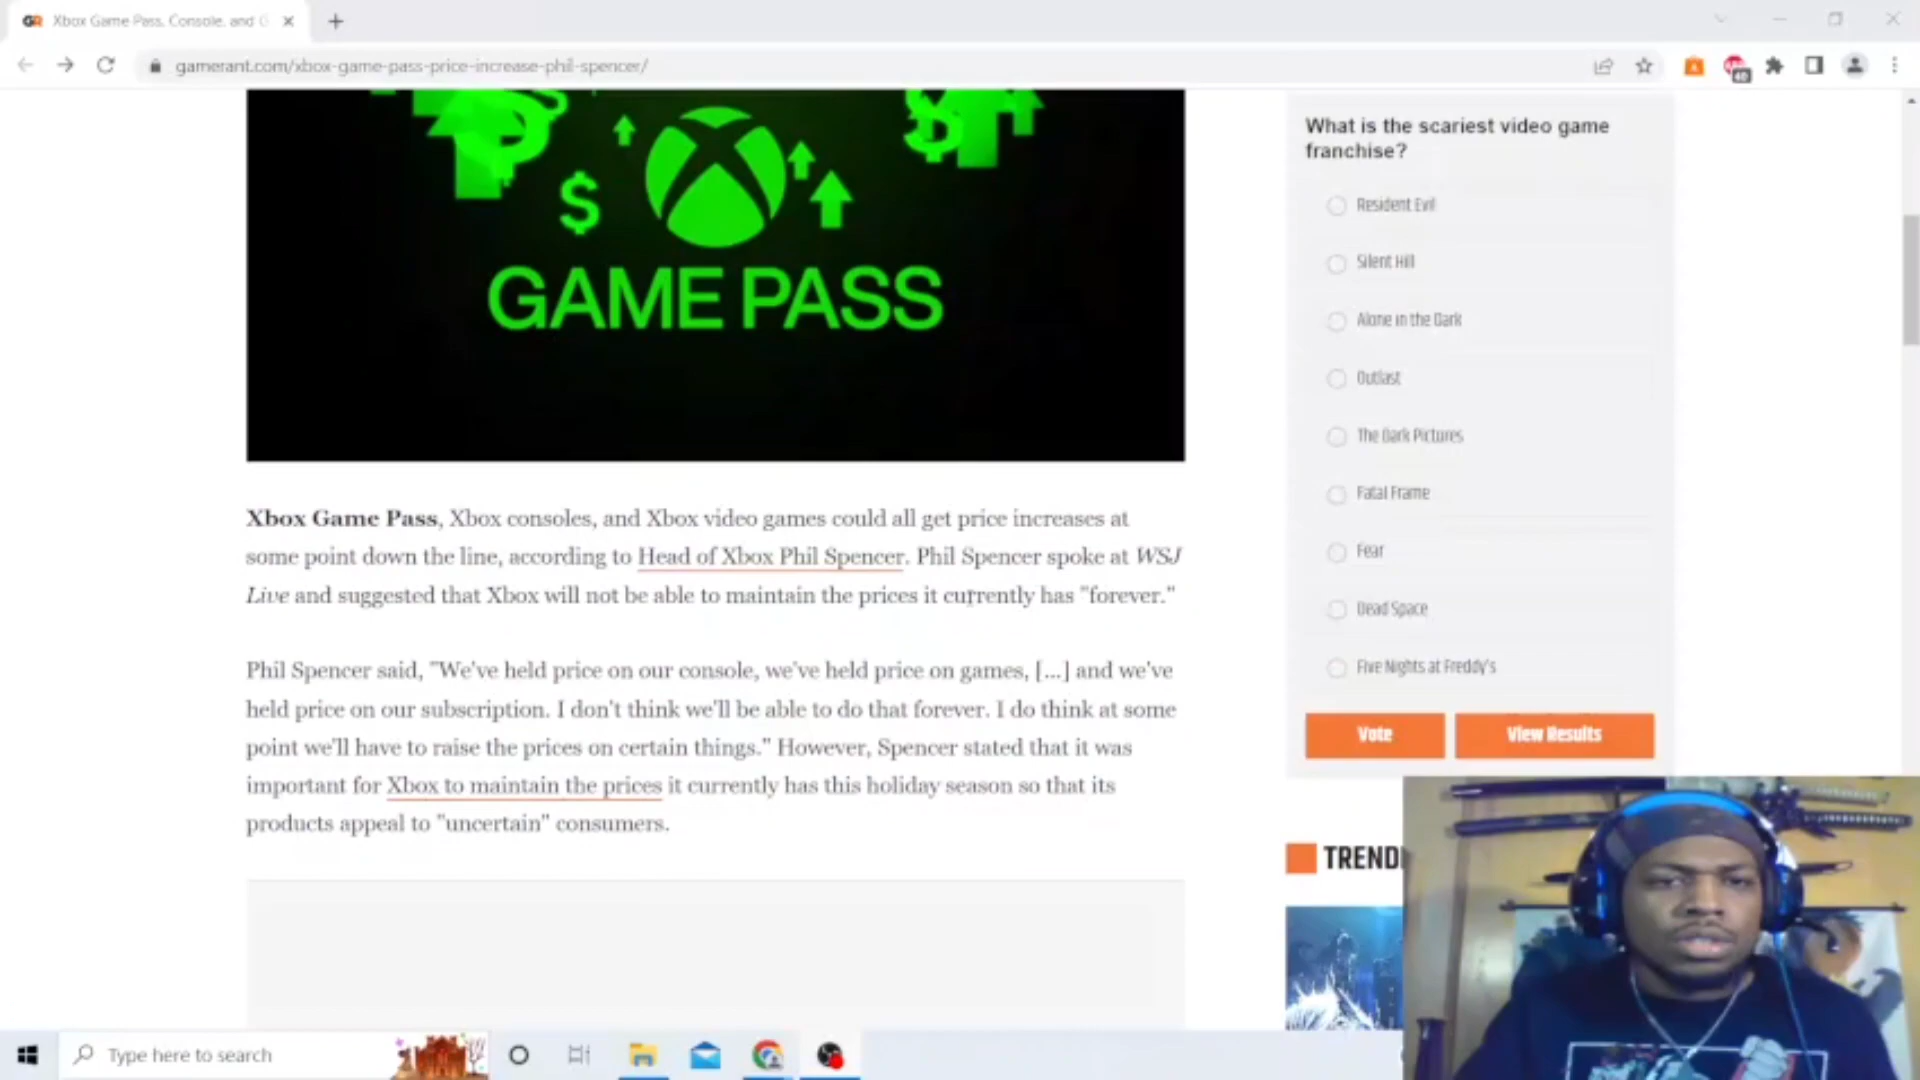 GR Xbox Game Pass, Console, and G
gamerant.com/xbox-game-pass-price-increase-phil-spencer/
40
$ $ $
GAME PASS
Xbox Game Pass, Xbox consoles, and Xbox video games could all get price increases at
some point down the line, according to Head of Xbox Phil Spencer. Phil Spencer spoke at WSJ
Live and suggested that Xbox will not be able to maintain the prices it currently has "forever."
Phil Spencer said, "We've held price on our console, we've held price on games, [...] and we've
held price on our subscription. I don't think we'll be able to do that forever. I do think at some
point we'll have to raise the prices on certain things." However, Spencer stated that it was
important for Xbox to maintain the prices it currently has this holiday season so that its
products appeal to "uncertain" consumers.
What is the scariest video game
franchise?
Resident Evil
Silent Hill
Alone in the Dark
Outlast
The Dark Pictures
Fatal Frame
Fear
Dead Space
Five Nights at Freddy's
Vote View Results
TREND
Type here to search